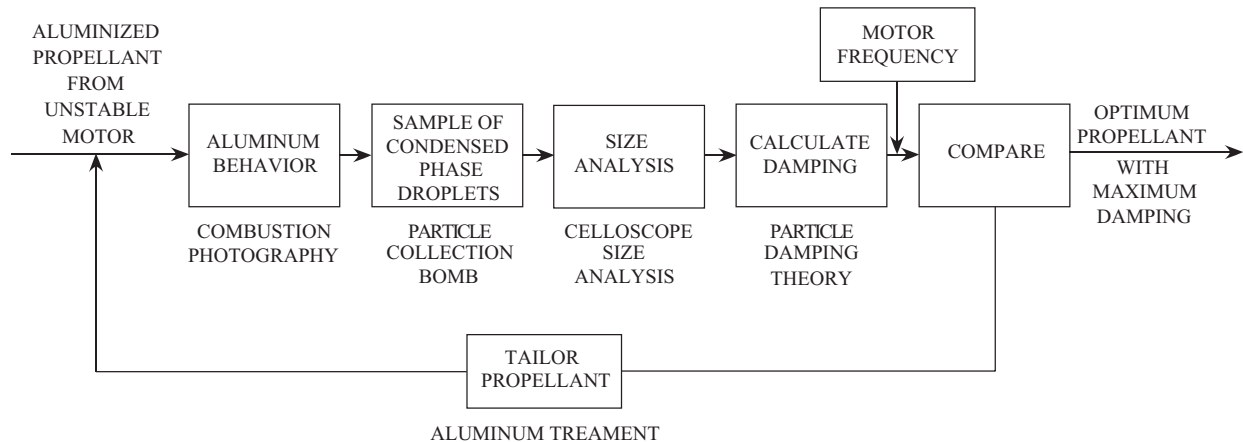 ALUMINIZED
PROPELLANT
FROM
UNSTABLE
MOTOR
ALUMINUM
BEHAVIOR
COMBUSTION
PHOTOGRAPHY
SAMPLE OF
CONDENSED
PHASE
DROPLETS
PARTICLE
COLLECTION
BOMB
SIZE
ANALYSIS
CELLOSCOPE
SIZE
ANALYSIS
CALCULATE
DAMPING
PARTICLE
DAMPING
THEORY
MOTOR
FREQUENCY
COMPARE
OPTIMUM
PROPELLANT
WITH
MAXIMUM
DAMPING
TAILOR
PROPELLANT
ALUMINUM TREAMENT